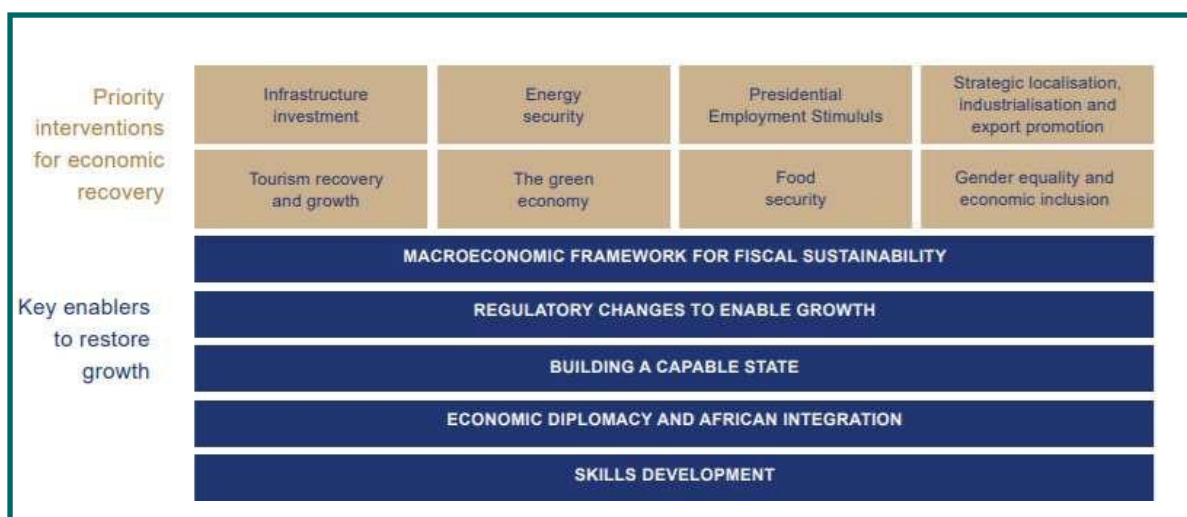 Priority
interventions
for economic
recovery
Infrastructure
investment
Energy
security
Presidential
Employment Stimululs
Strategic localisation,
industrialisation and
export promotion
Tourism recovery
and growth
The green
economy
Food
security
Gender equality and
economic inclusion
Key enablers
to restore
growth
MACROECONOMIC FRAMEWORK FOR FISCAL SUSTAINABILITY
REGULATORY CHANGES TO ENABLE GROWTH
BUILDING A CAPABLE STATE
ECONOMIC DIPLOMACY AND AFRICAN INTEGRATION
SKILLS DEVELOPMENT